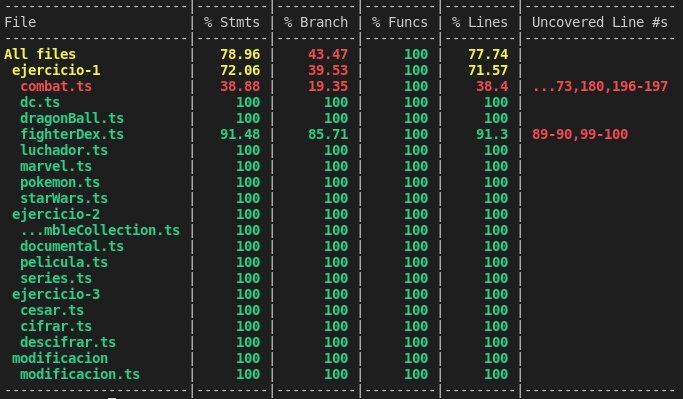 ------------------------|---------|----------|---------|---------|-------------------
File                    | % Stmts | % Branch | % Funcs | % Lines | Uncovered Line #s
------------------------|---------|----------|---------|---------|-------------------
All files               |   78.96 |    43.47 |     100 |   77.74 |
 ejercicio-1            |   72.06 |    39.53 |     100 |   71.57 |
  combat.ts             |   38.88 |    19.35 |     100 |    38.4 | ...73,180,196-197
  dc.ts                 |     100 |      100 |     100 |     100 |
  dragonBall.ts         |     100 |      100 |     100 |     100 |
  fighterDex.ts         |   91.48 |    85.71 |     100 |    91.3 | 89-90,99-100
  luchador.ts           |     100 |      100 |     100 |     100 |
  marvel.ts             |     100 |      100 |     100 |     100 |
  pokemon.ts            |     100 |      100 |     100 |     100 |
  starWars.ts           |     100 |      100 |     100 |     100 |
 ejercicio-2            |     100 |      100 |     100 |     100 |
  ...mbleCollection.ts  |     100 |      100 |     100 |     100 |
  documental.ts         |     100 |      100 |     100 |     100 |
  pelicula.ts           |     100 |      100 |     100 |     100 |
  series.ts             |     100 |      100 |     100 |     100 |
 ejercicio-3            |     100 |      100 |     100 |     100 |
  cesar.ts              |     100 |      100 |     100 |     100 |
  cifrar.ts             |     100 |      100 |     100 |     100 |
  descifrar.ts          |     100 |      100 |     100 |     100 |
 modificacion           |     100 |      100 |     100 |     100 |
  modificacion.ts       |     100 |      100 |     100 |     100 |
------------------------|---------|----------|---------|---------|-------------------